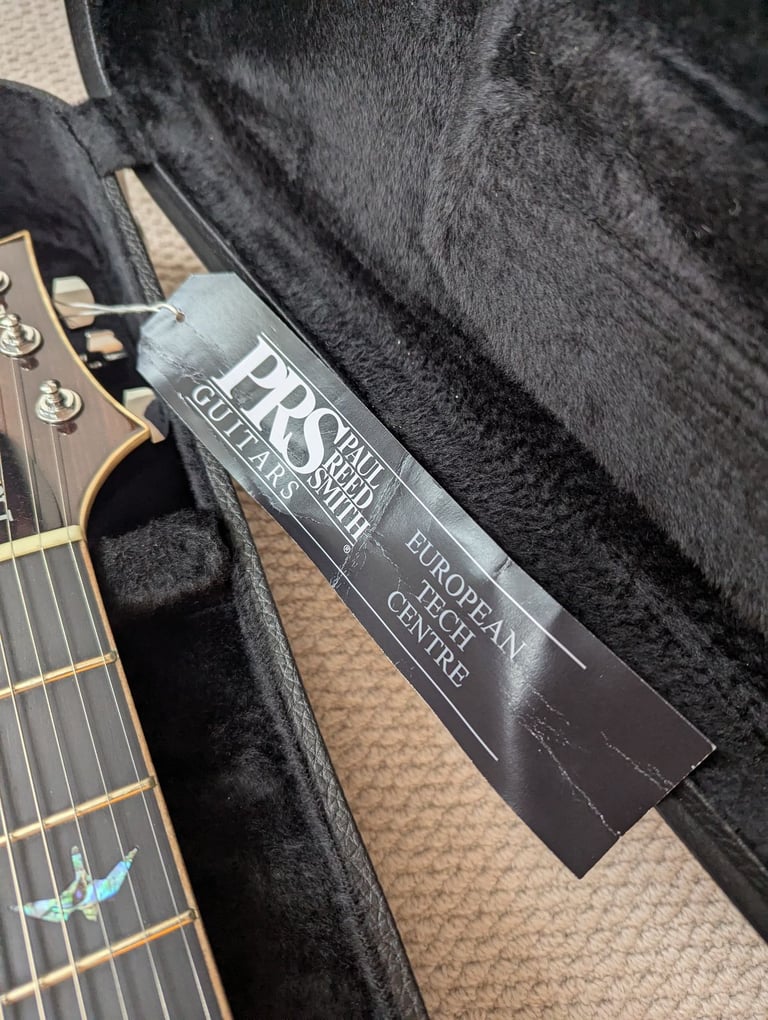 PRS
PAUL
REED
SMITH®
GUITARS
EUROPEAN
TECH
CENTRE